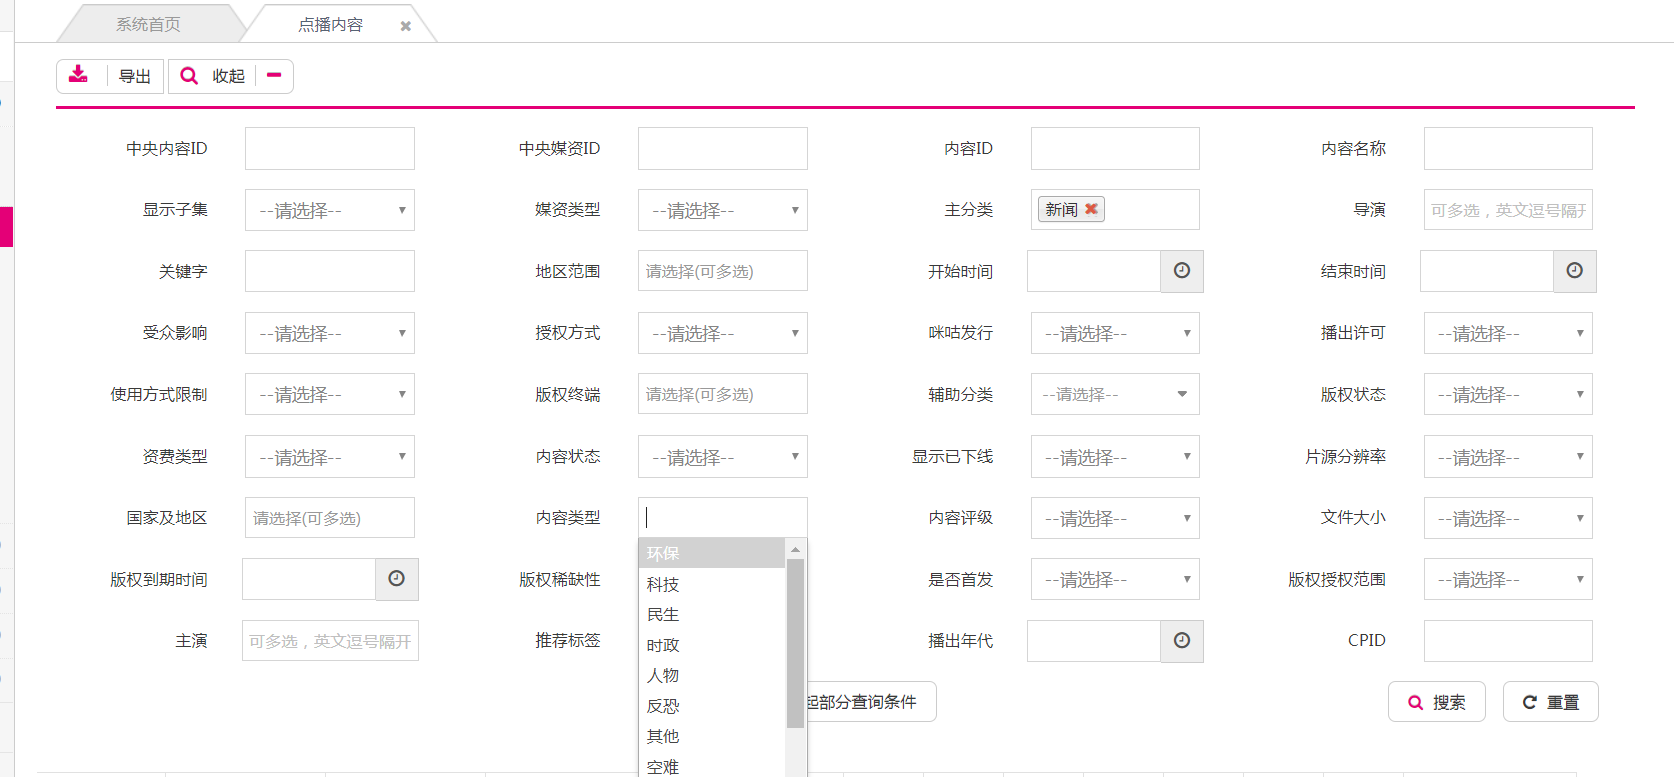 系统首页 点播内容
导出 收起
中央内容ID 中央媒资ID 内容ID 内容名称
显示子集 --请选择-- 媒资类型 --请选择-- 主分类 新闻 导演 可多选，英文逗号隔开
关键字 地区范围 请选择(可多选) 开始时间 结束时间
受众影响 --请选择-- 授权方式 --请选择-- 咪咕发行 --请选择-- 播出许可 --请选择--
使用方式限制 --请选择-- 版权终端 请选择(可多选) 辅助分类 --请选择-- 版权状态 --请选择--
资费类型 --请选择-- 内容状态 --请选择-- 显示已下线 --请选择-- 片源分辨率 --请选择--
国家及地区 请选择(可多选) 内容类型 内容评级 --请选择-- 文件大小 --请选择--
环保
版权到期时间 版权稀缺性 科技 是否首发 --请选择-- 版权授权范围 --请选择--
民生
主演 可多选，英文逗号隔开 推荐标签 时政 播出年代 CPID
人物
反恐 起部分查询条件 搜索 重置
其他
空难